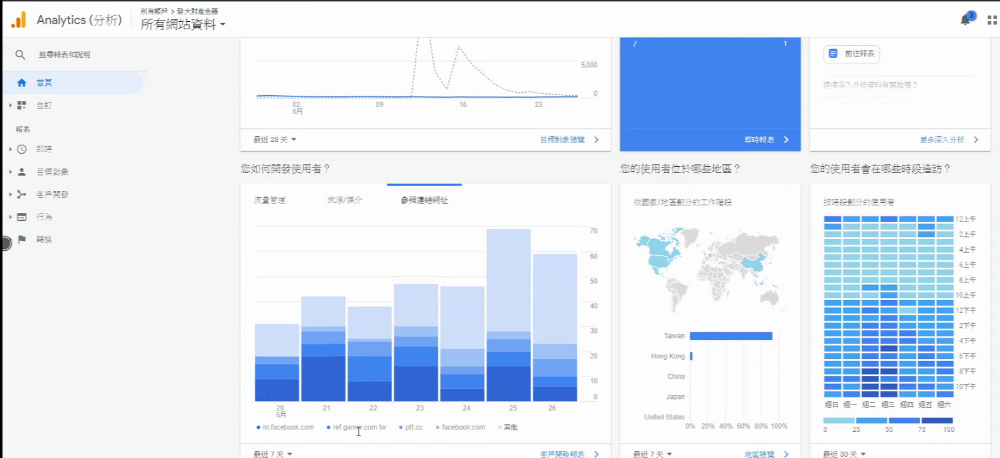 所有帳戶 > 發大財產生器
Analytics (分析)
所有網站資料
3
搜尋報表和說明
首頁
自訂
報表
即時
目標對象
客戶開發
行為
轉換
5,000
0
02
6月
09
16
23
最近 28 天
目標對象總覽
/
1
即時報表
前往報表
這項深入分析資料有幫助嗎？
更多深入分析
您如何開發使用者？
流量管道
來源/媒介
參照連結網址
70
60
50
40
30
20
10
0
20
6月
21
22
23
24
25
26
m.facebook.com
ref.gamer.com.tw
ptt.cc
facebook.com
其他
最近 7 天
客戶開發報表
您的使用者位於哪些地區？
依國家/地區劃分的工作階段
Taiwan
Hong Kong
China
Japan
United States
0% 20% 40% 60% 80% 100%
最近 7 天
地區總覽
您的使用者會在哪些時段造訪？
按時段劃分的使用者
12上午
2上午
4上午
6上午
8上午
10上午
12下午
2下午
4下午
6下午
8下午
10下午
週日 週一 週二 週三 週四 週五 週六
0 25 50 75 100
最近 30 天